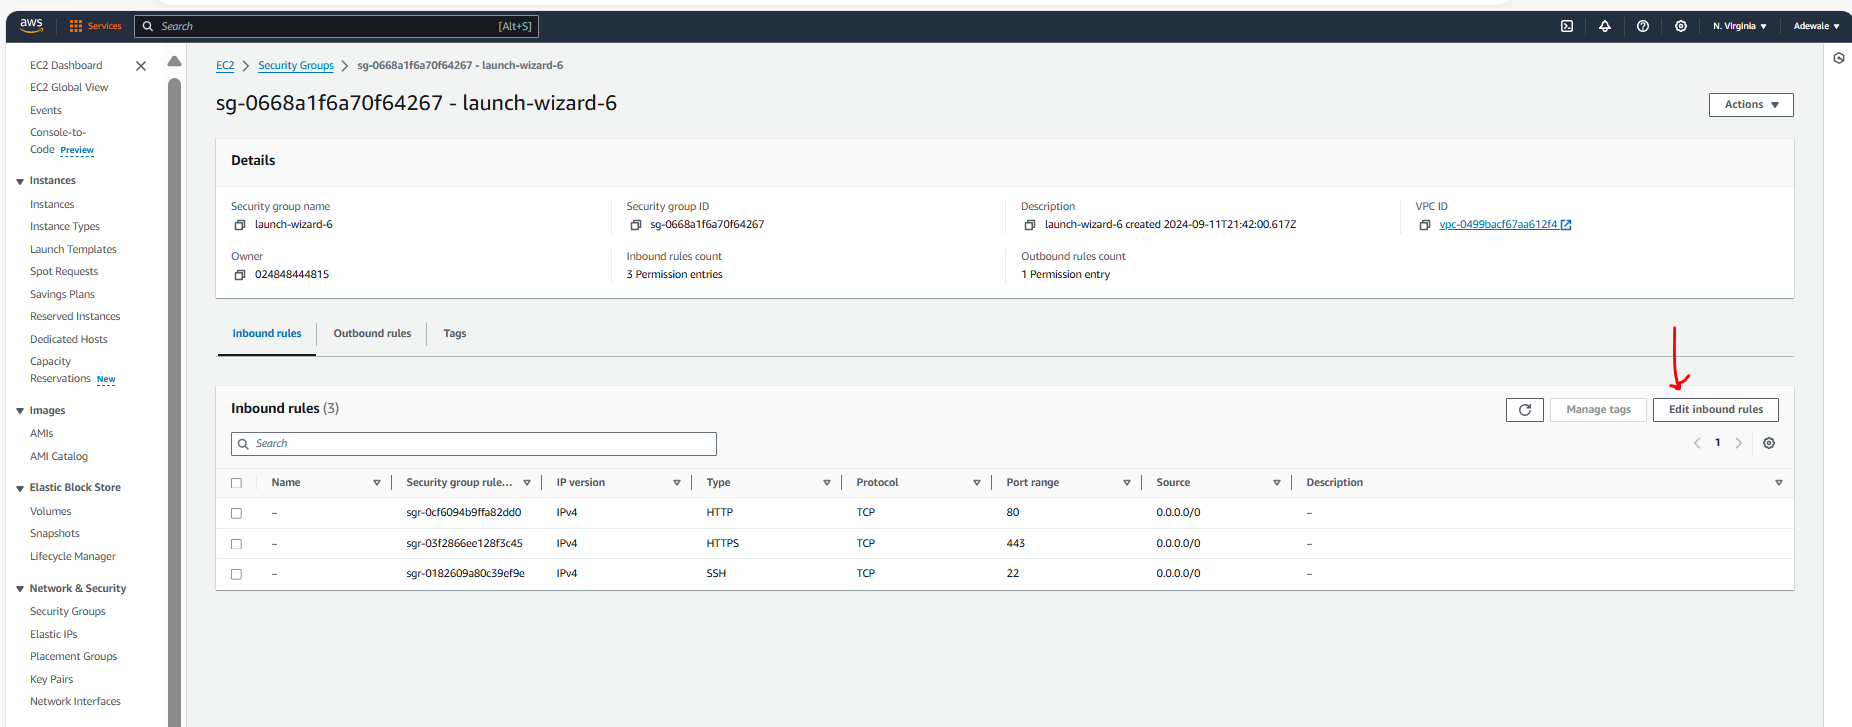 aws Services Search [Alt+S] N. Virginia Adewale
EC2 Dashboard
EC2 Global View
Events
Console-to-
Code Preview
Instances
Instances
Instance Types
Launch Templates
Spot Requests
Savings Plans
Reserved Instances
Dedicated Hosts
Capacity
Reservations New
Images
AMIs
AMI Catalog
Elastic Block Store
Volumes
Snapshots
Lifecycle Manager
Network & Security
Security Groups
Elastic IPs
Placement Groups
Key Pairs
Network Interfaces
EC2 Security Groups sg-0668a1f6a70f64267 - launch-wizard-6
sg-0668a1f6a70f64267 - launch-wizard-6
Actions
Details
Security group name
launch-wizard-6
Security group ID
sg-0668a1f6a70f64267
Description
launch-wizard-6 created 2024-09-11T21:42:00.617Z
VPC ID
vpc-0499bacf67aa612f4
Owner
024848444815
Inbound rules count
3 Permission entries
Outbound rules count
1 Permission entry
Inbound rules Outbound rules Tags
Inbound rules (3)
Manage tags Edit inbound rules
Search
1
Name Security group rule... IP version Type Protocol Port range Source Description
– sgr-0cf6094b9ffa82dd0 IPv4 HTTP TCP 80 0.0.0.0/0 –
– sgr-03f2866ee128f3c45 IPv4 HTTPS TCP 443 0.0.0.0/0 –
– sgr-0182609a80c39ef9e IPv4 SSH TCP 22 0.0.0.0/0 –